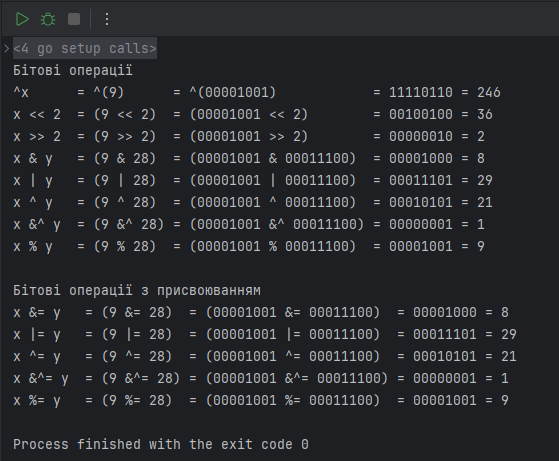 <4 go setup calls>
Бітові операції
^x      = ^(9)      = ^(00001001)            = 11110110 = 246
x << 2  = (9 << 2)  = (00001001 << 2)        = 00100100 = 36
x >> 2  = (9 >> 2)  = (00001001 >> 2)        = 00000010 = 2
x & y   = (9 & 28)  = (00001001 & 00011100)  = 00001000 = 8
x | y   = (9 | 28)  = (00001001 | 00011100)  = 00011101 = 29
x ^ y   = (9 ^ 28)  = (00001001 ^ 00011100)  = 00010101 = 21
x &^ y  = (9 &^ 28) = (00001001 &^ 00011100) = 00000001 = 1
x % y   = (9 % 28)  = (00001001 % 00011100)  = 00001001 = 9
Бітові операції з присвоюванням
x &= y   = (9 &= 28)  = (00001001 &= 00011100)  = 00001000 = 8
x |= y   = (9 |= 28)  = (00001001 |= 00011100)  = 00011101 = 29
x ^= y   = (9 ^= 28)  = (00001001 ^= 00011100)  = 00010101 = 21
x &^= y  = (9 &^= 28) = (00001001 &^= 00011100) = 00000001 = 1
x %= y   = (9 %= 28)  = (00001001 %= 00011100)  = 00001001 = 9
Process finished with the exit code 0